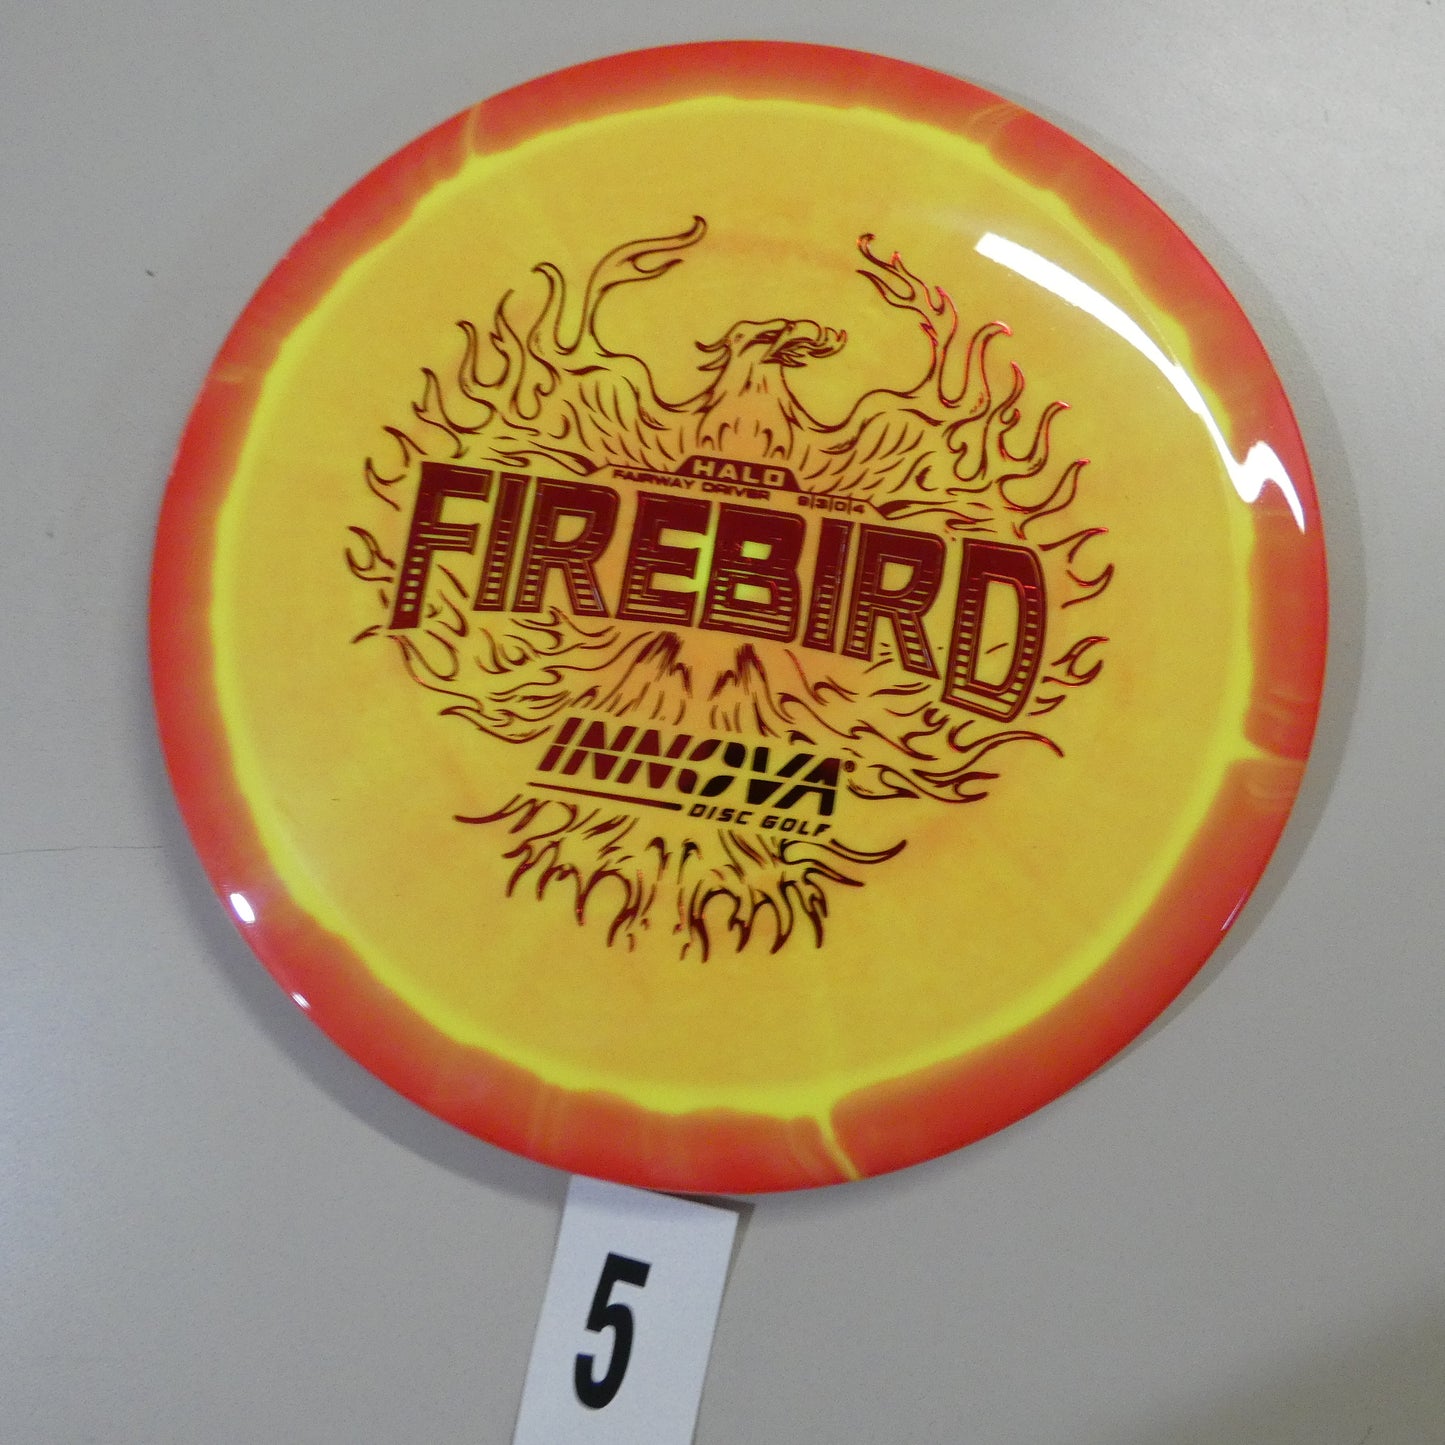 HALO
FAIRWAY DRIVER 9|3|0|4
FIREBIRD
INNOVA®
DISC GOLF
5